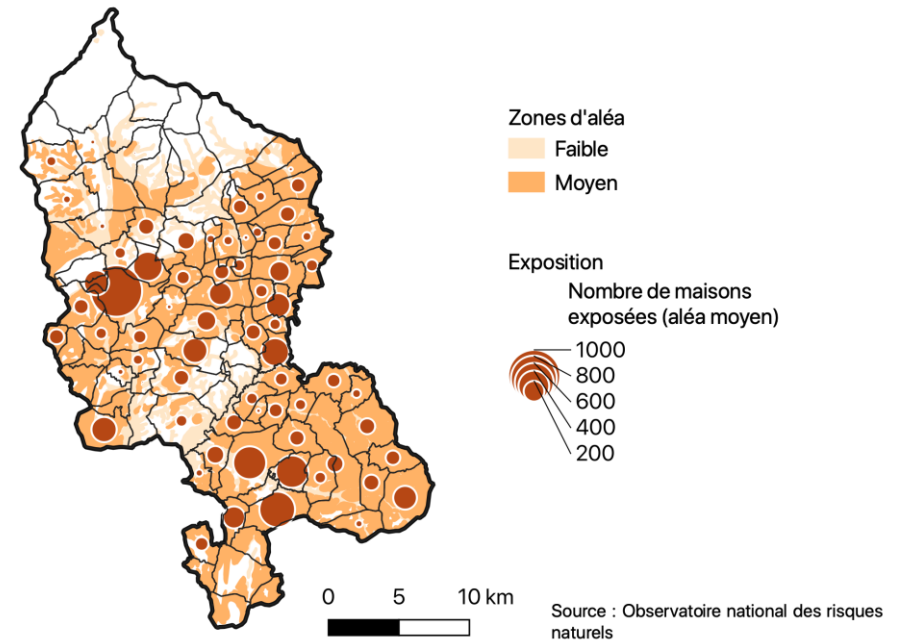 Zones d'aléa
Faible
Moyen
Exposition
Nombre de maisons
exposées (aléa moyen)
1000
800
600
400
200
0 5 10 km
Source : Observatoire national des risques
naturels